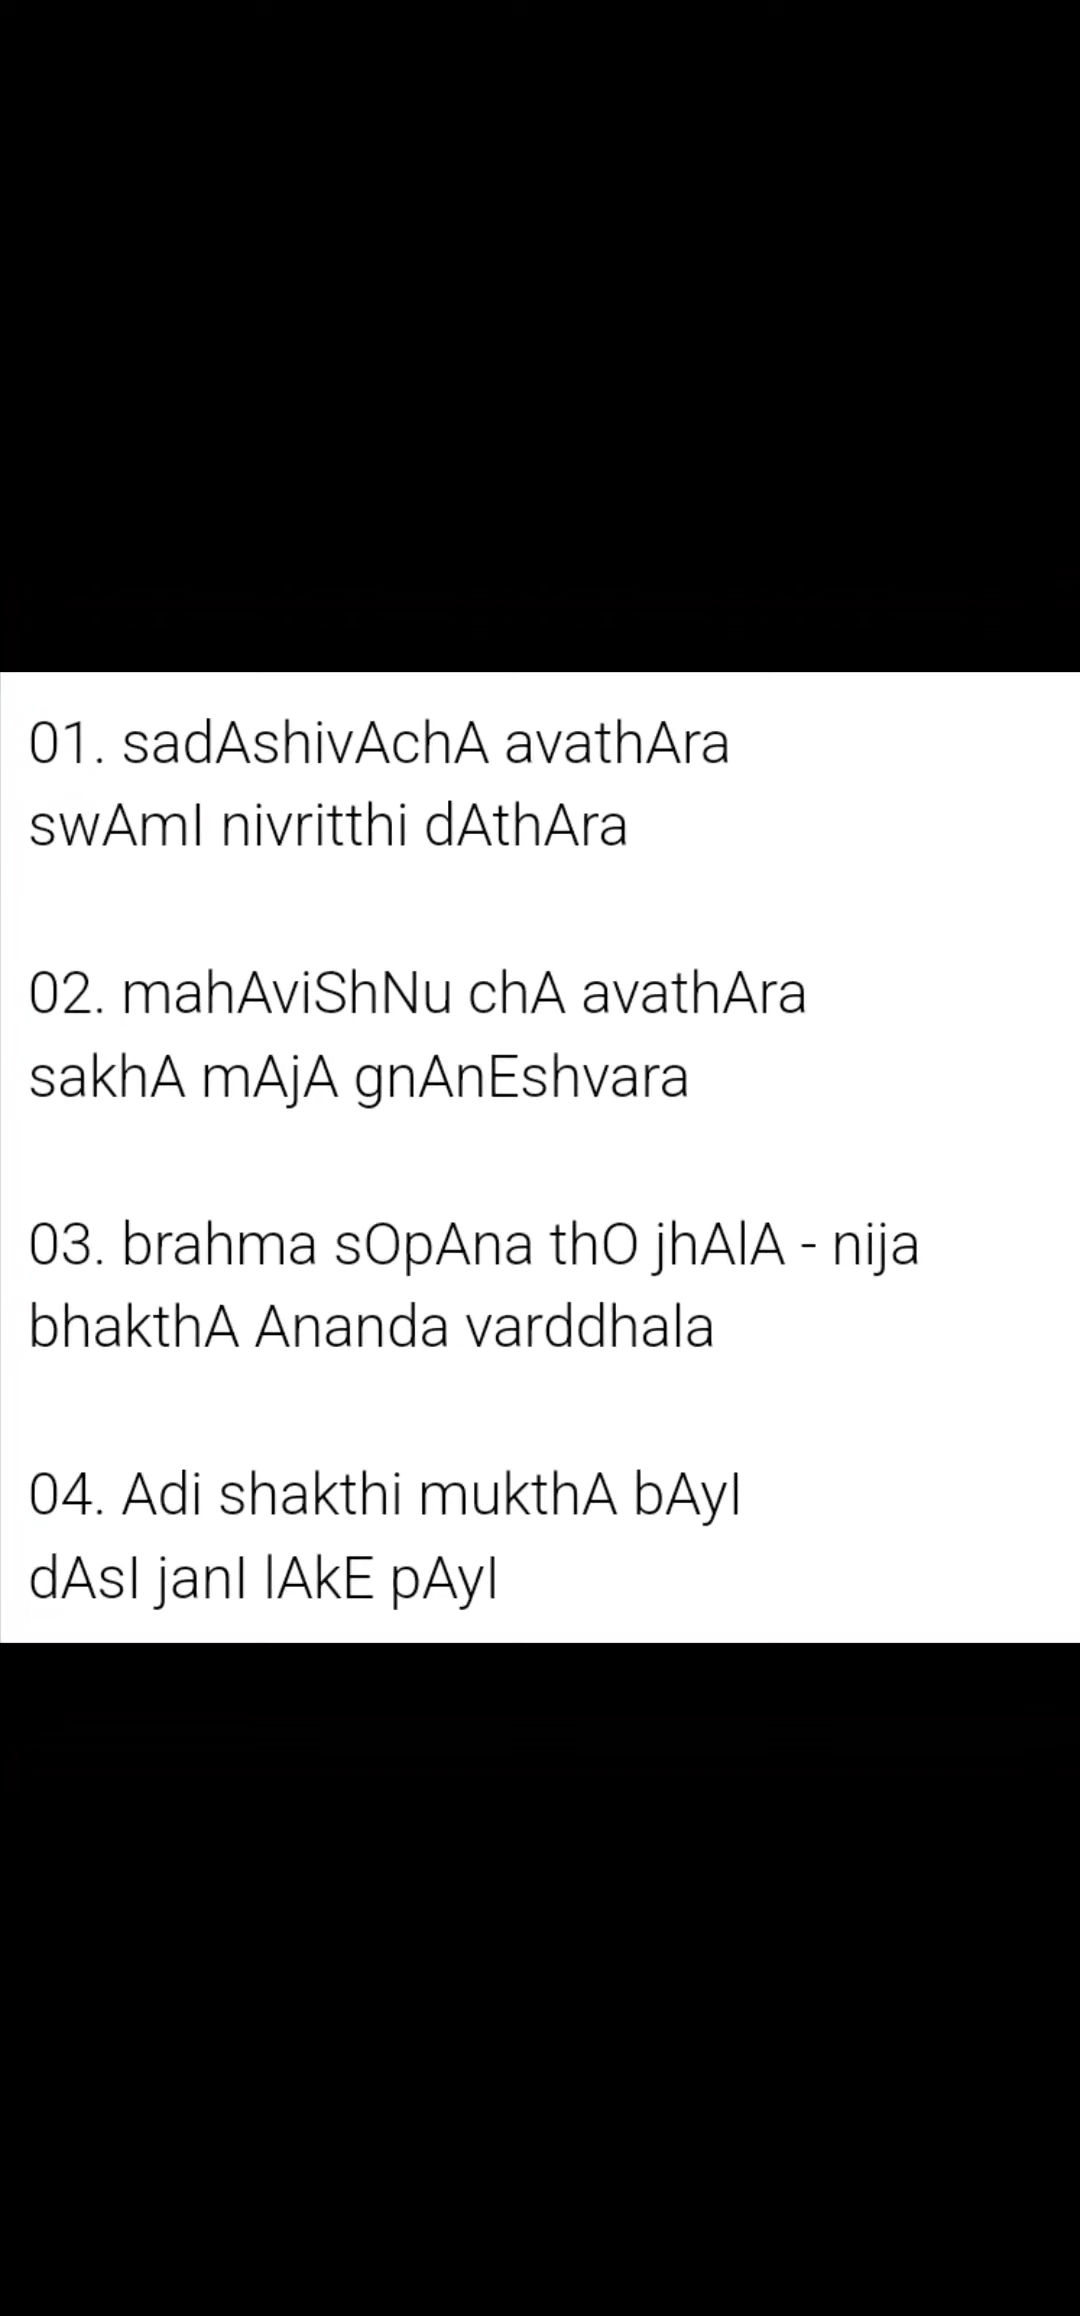 01. sadAshivAchA avathAra
swAmI nivritthi dAthAra
02. mahAviShNu chA avathAra
sakhA mAjA gnAnEshvara
03. brahma sOpAna thO jhAlA - nija
bhakthA Ananda varddhala
04. Adi shakthi mukthA bAyI
dAsI janI lAkE pAyI